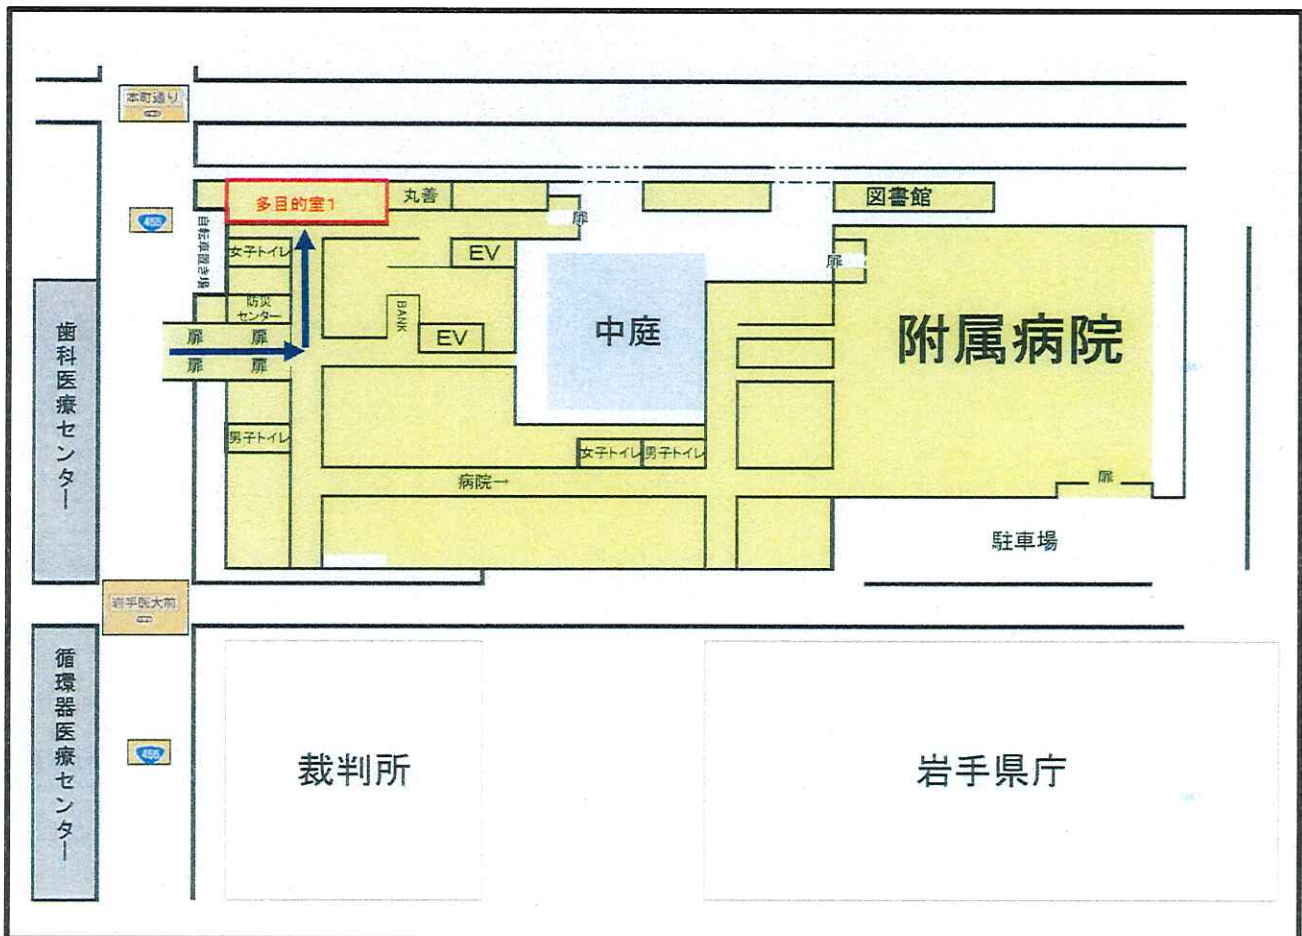 本町通り
多目的室1
丸善
図書館
455
自転車置き場
女子トイレ
EV
扉
扉
防災
センター
BANK
EV
中庭
附属病院
扉 扉
扉 扉
歯科医療センター
男子トイレ
女子トイレ
男子トイレ
病院→
扉
駐車場
岩手医大前
循環器医療センター
455
裁判所
岩手県庁